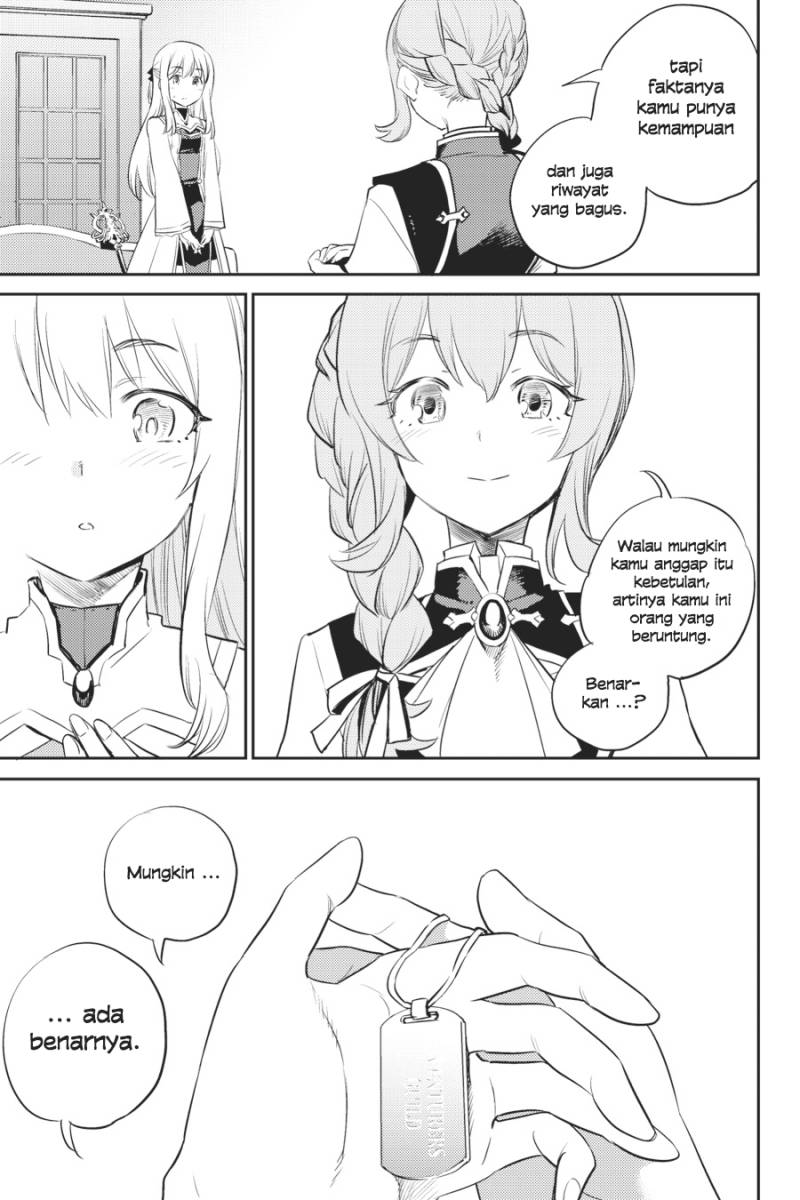 tapi
faktanya
kamu punya
kemampuan
dan juga
riwayat
yang bagus.
Walau mungkin
kamu anggap itu
kebetulan,
artinya kamu ini
orang yang
beruntung.
Benar-
kan ...?
Mungkin ...
... ada
benarnya.